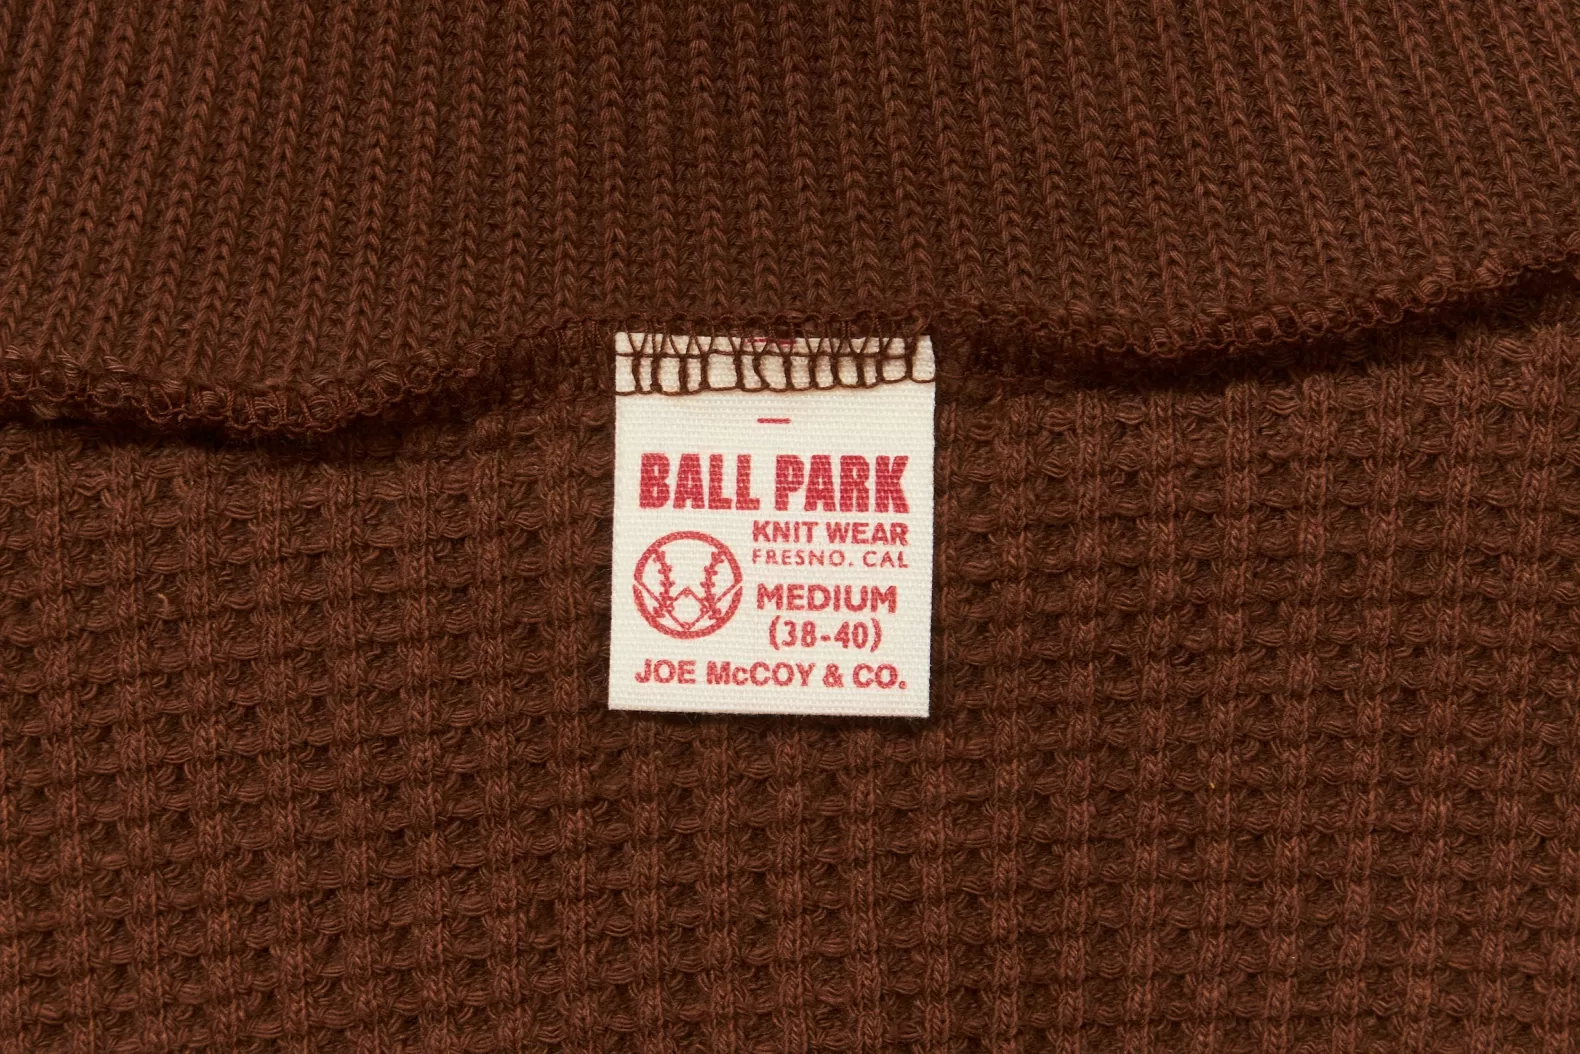 BALL PARK
KNIT WEAR
FRESNO. CAL
MEDIUM
(38-40)
JOE McCOY & CO.